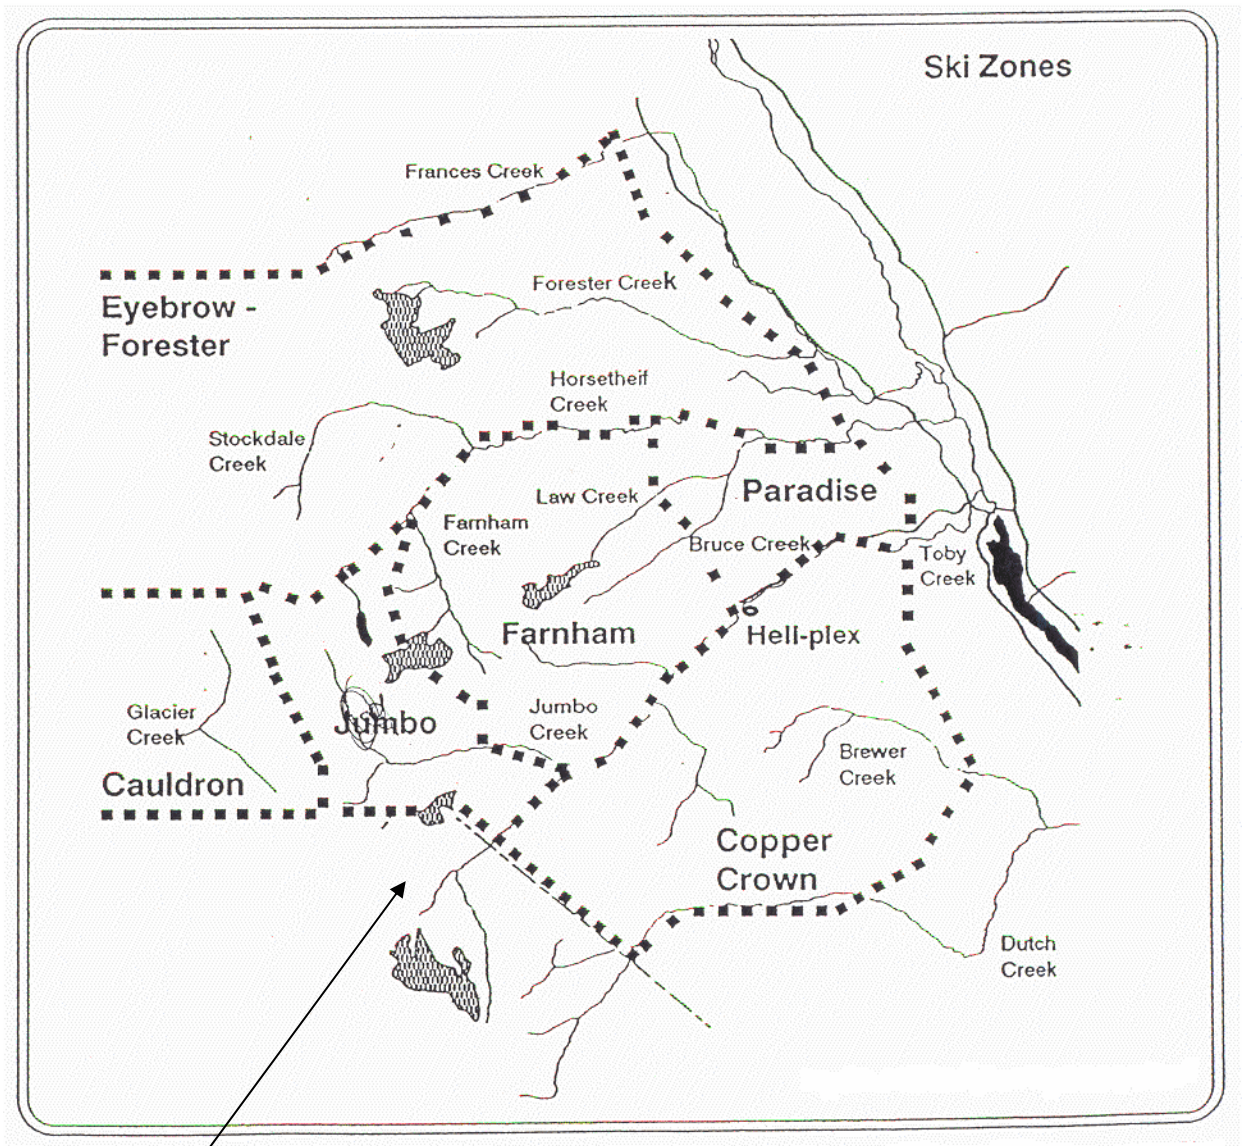 Ski Zones
Frances Creek
Forester Creek
Eyebrow -
Forester
Horsetheif
Creek
Stockdale
Creek
Law Creek
Paradise
Farnham
Creek
Bruce Creek
Toby
Creek
Farnham
Heli-plex
Glacier
Creek
Jumbo
Jumbo
Creek
Brewer
Creek
Cauldron
Copper
Crown
Dutch
Creek